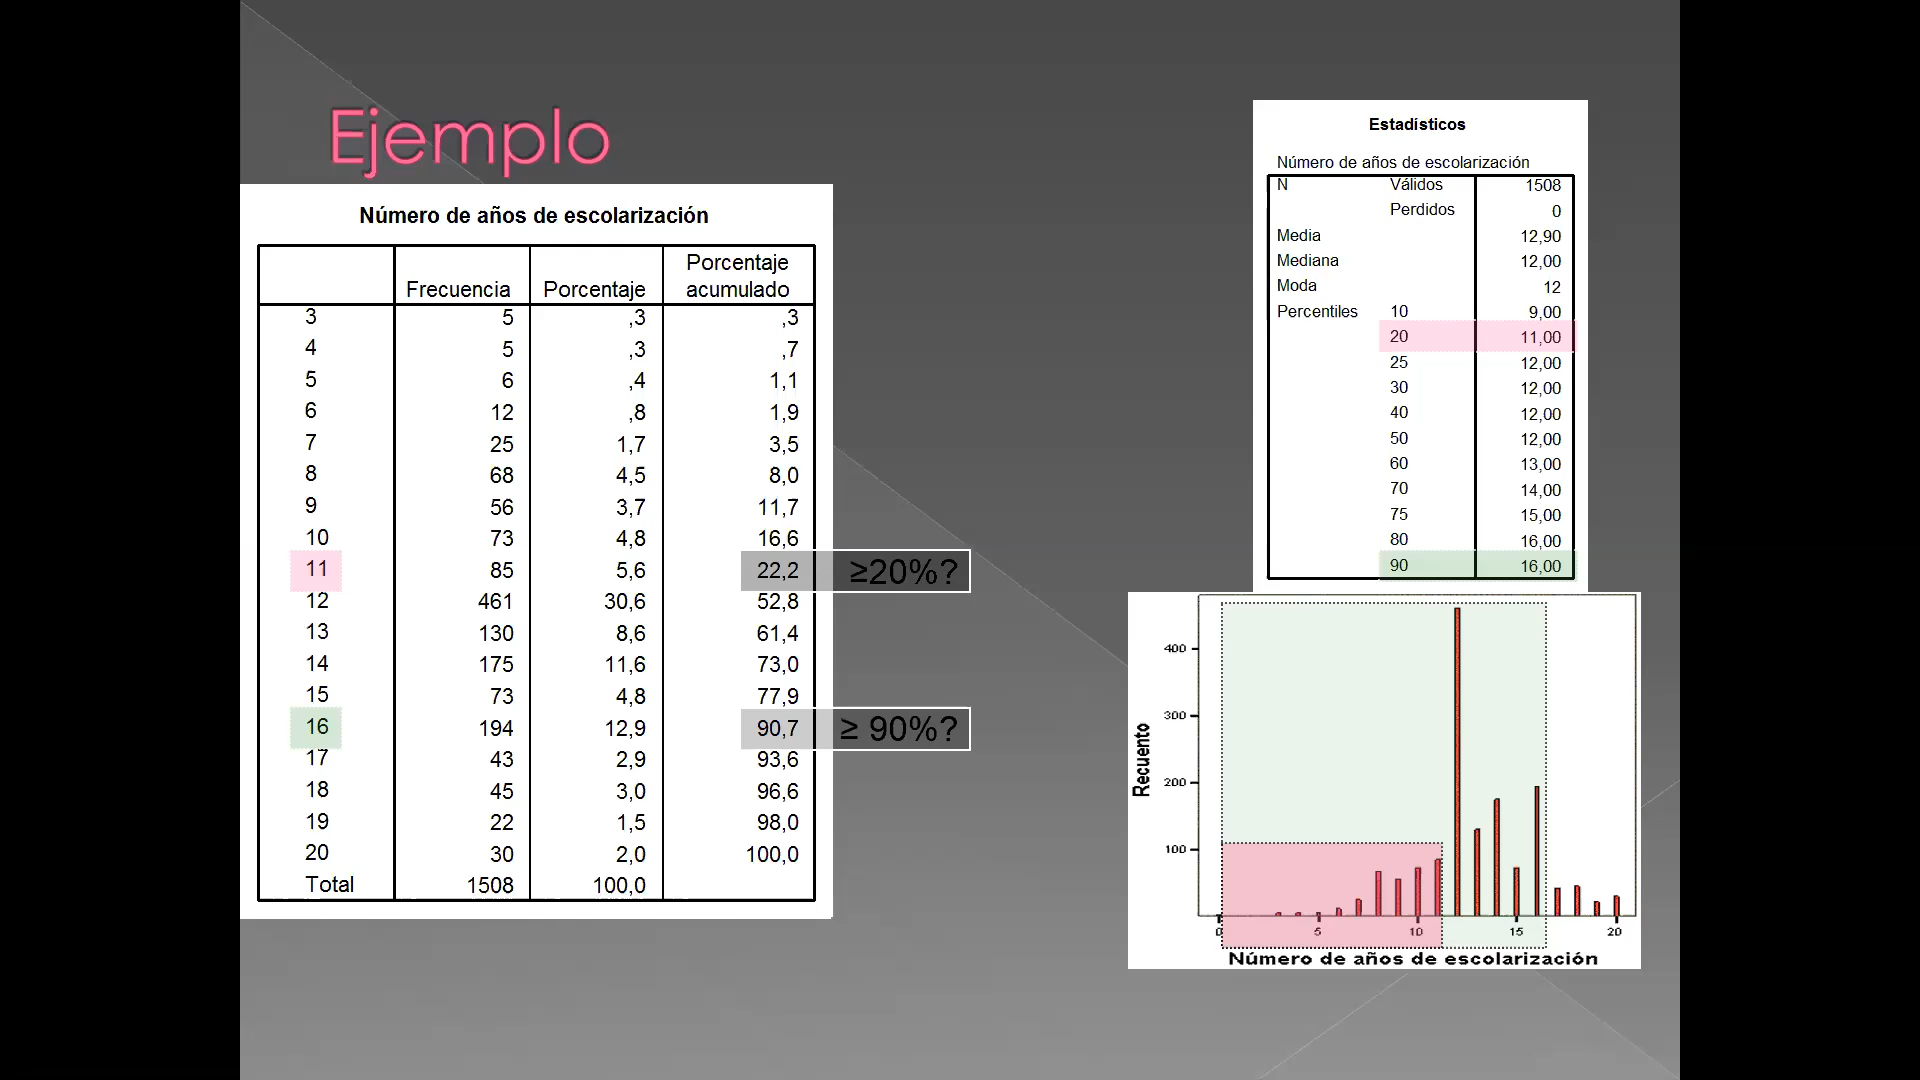 Ejemplo
Número de años de escolarización
Frecuencia Porcentaje Porcentaje acumulado
3 5 ,3 ,3
4 5 ,3 ,7
5 6 ,4 1,1
6 12 ,8 1,9
7 25 1,7 3,5
8 68 4,5 8,0
9 56 3,7 11,7
10 73 4,8 16,6
11 85 5,6 22,2 ≥20%?
12 461 30,6 52,8
13 130 8,6 61,4
14 175 11,6 73,0
15 73 4,8 77,9
16 194 12,9 90,7 ≥ 90%?
17 43 2,9 93,6
18 45 3,0 96,6
19 22 1,5 98,0
20 30 2,0 100,0
Total 1508 100,0
Estadísticos
Número de años de escolarización
N Válidos 1508
Perdidos 0
Media 12,90
Mediana 12,00
Moda 12
Percentiles 10 9,00
20 11,00
25 12,00
30 12,00
40 12,00
50 12,00
60 13,00
70 14,00
75 15,00
80 16,00
90 16,00
Recuento
400
300
200
100
0 5 10 15 20
Número de años de escolarización